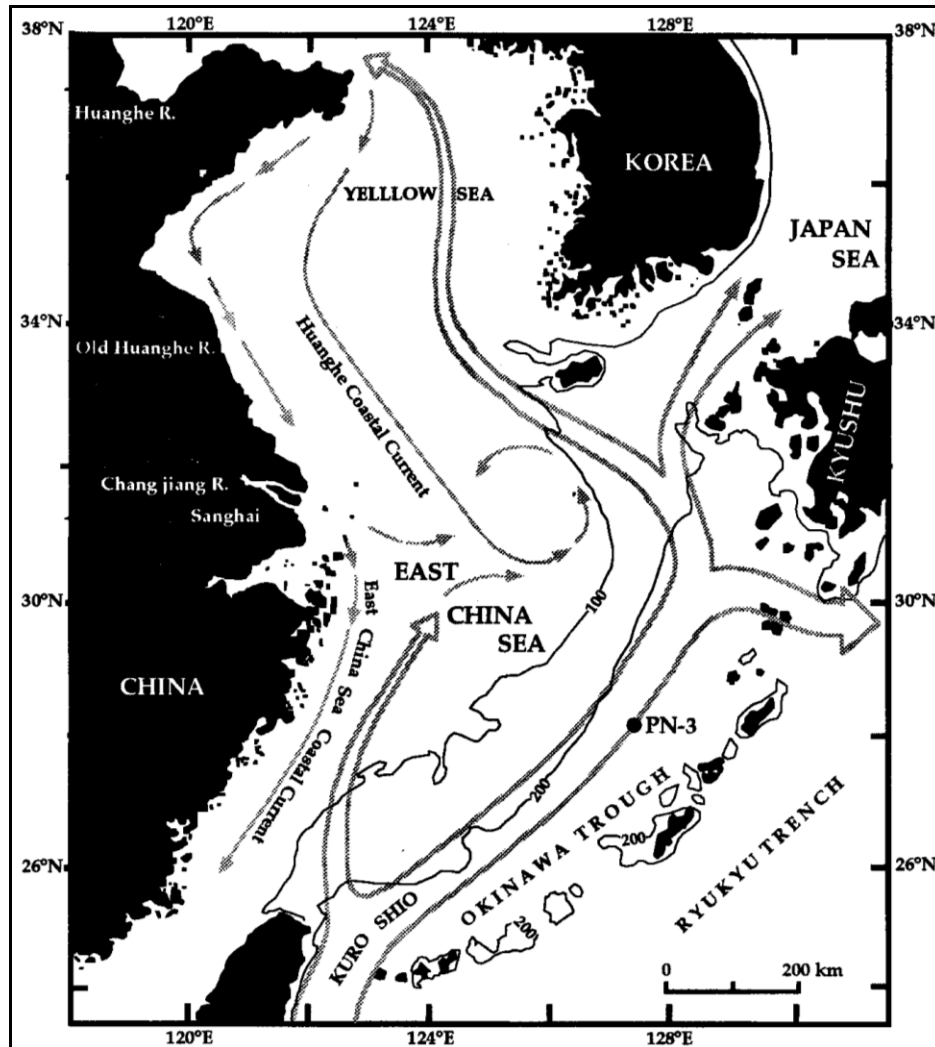 120°E 124°E 128°E
38°N 38°N
Huanghe R.
KOREA
YELLLOW SEA
JAPAN
SEA
34°N 34°N
Old Huanghe R.
Huanghe Coastal Current
KYUSHU
Chang jiang R.
Sanghai
EAST
CHINA
SEA
100
30°N 30°N
East China Sea Coastal Current
CHINA
PN-3
200
OKINAWA TROUGH
200
RYUKYU TRENCH
26°N 26°N
KURO SHIO
200
0 200 km
120°E 124°E 128°E